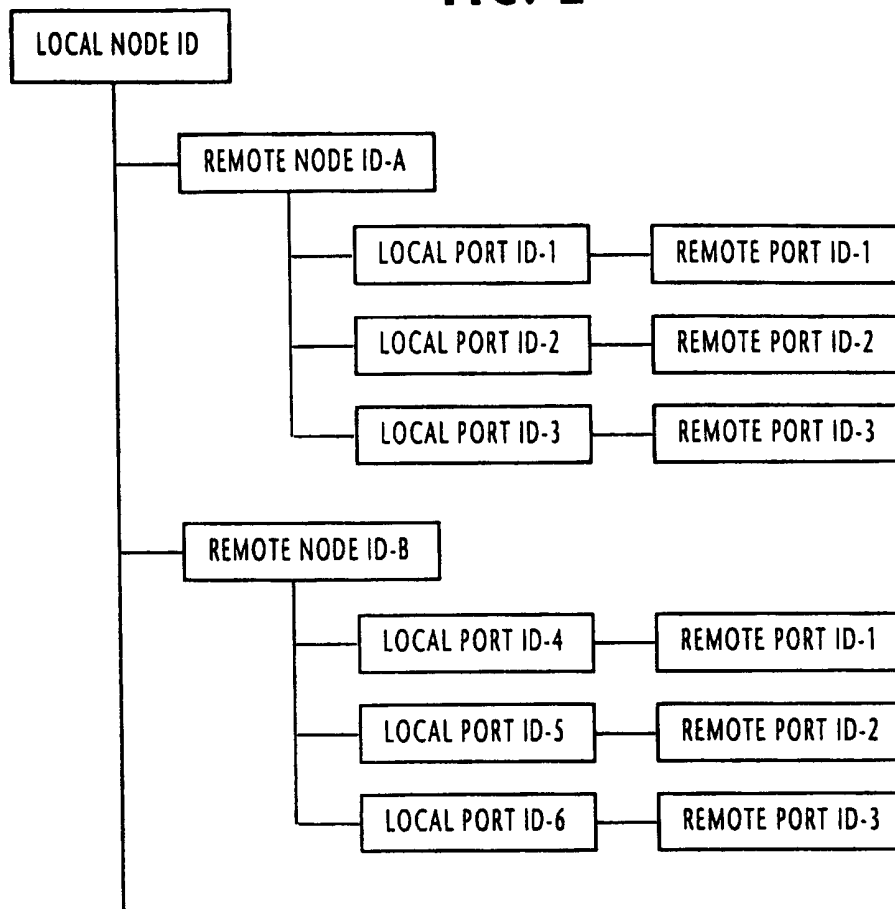 LOCAL NODE ID
REMOTE NODE ID-A
LOCAL PORT ID-1 REMOTE PORT ID-1
LOCAL PORT ID-2 REMOTE PORT ID-2
LOCAL PORT ID-3 REMOTE PORT ID-3
REMOTE NODE ID-B
LOCAL PORT ID-4 REMOTE PORT ID-1
LOCAL PORT ID-5 REMOTE PORT ID-2
LOCAL PORT ID-6 REMOTE PORT ID-3